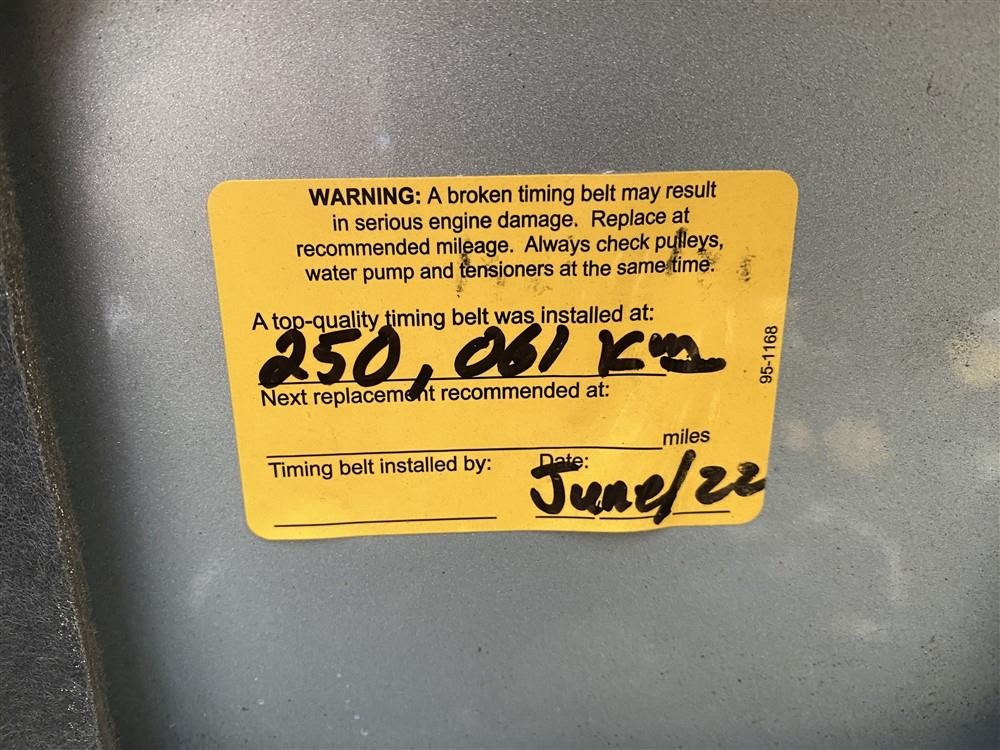 WARNING: A broken timing belt may result
in serious engine damage. Replace at
recommended mileage. Always check pulleys,
water pump and tensioners at the same time.
A top-quality timing belt was installed at:
250,061 Km
Next replacement recommended at:
miles
Timing belt installed by:
Date:
June/22
95-1168